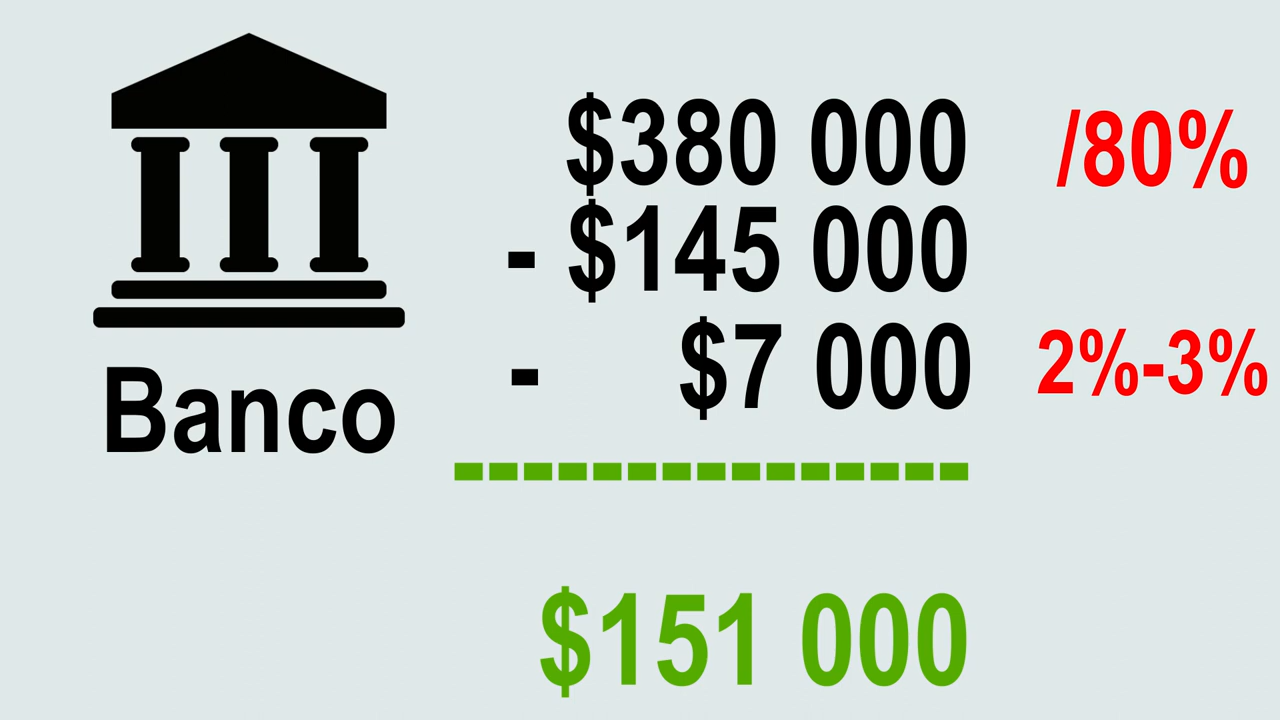 $380 000 /80%
- $145 000
- $7 000 2%-3%
Banco
$151 000